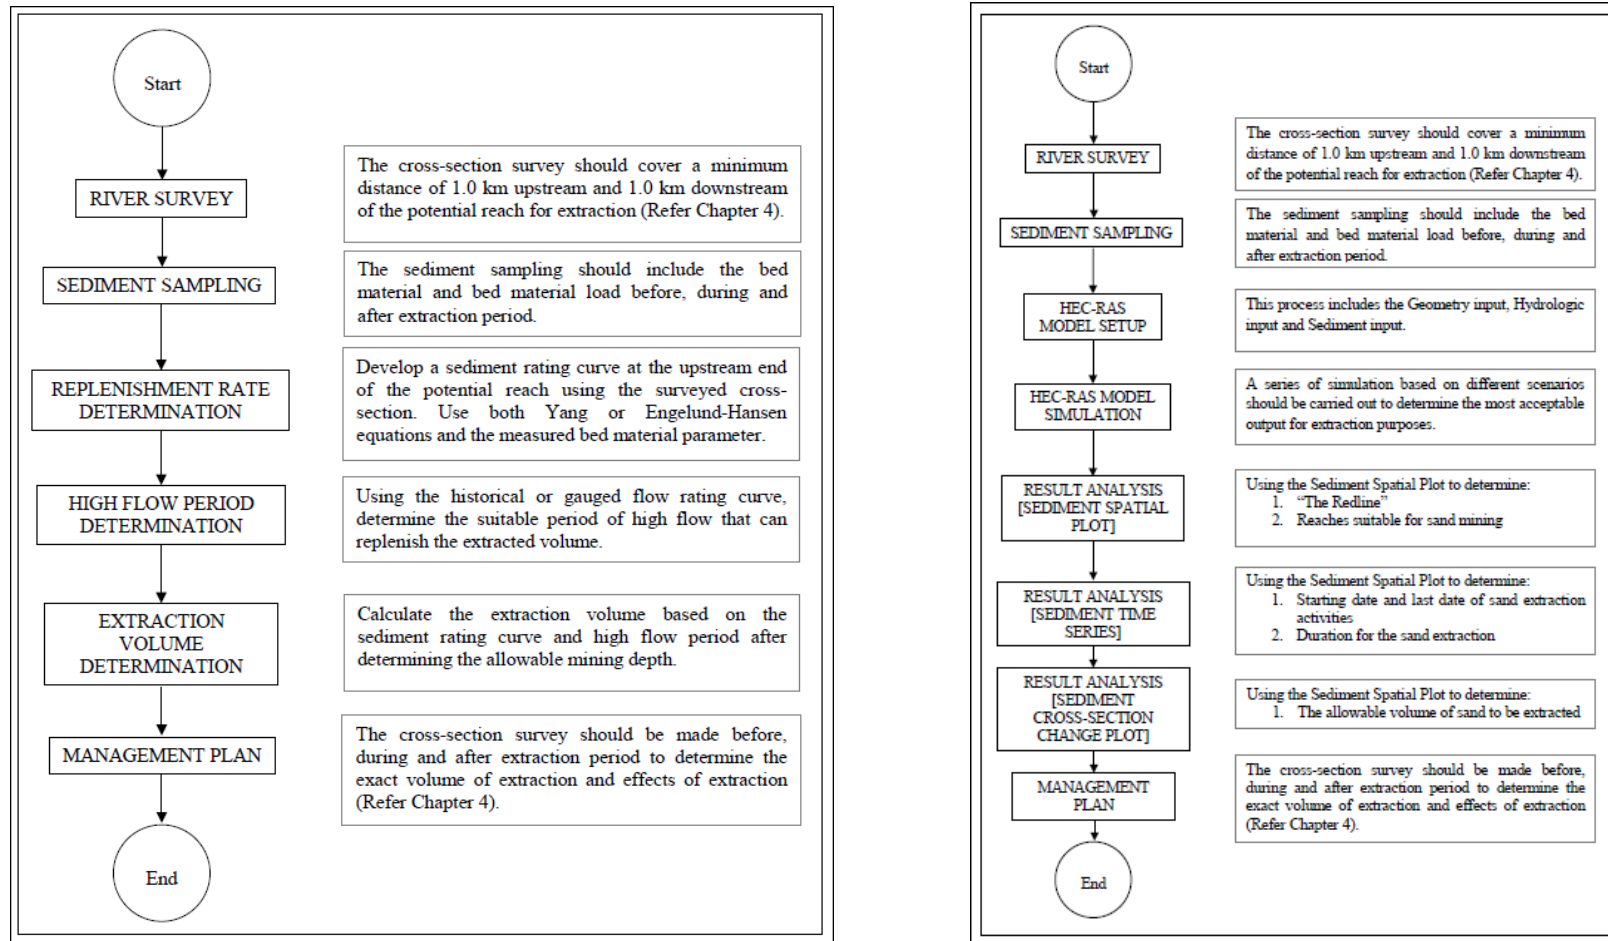 Start
RIVER SURVEY
The cross-section survey should cover a minimum
distance of 1.0 km upstream and 1.0 km downstream
of the potential reach for extraction (Refer Chapter 4).
SEDIMENT SAMPLING
The sediment sampling should include the bed
material and bed material load before, during and
after extraction period.
REPLENISHMENT RATE
DETERMINATION
Develop a sediment rating curve at the upstream end
of the potential reach using the surveyed cross-
section. Use both Yang or Engelund-Hansen
equations and the measured bed material parameter.
HIGH FLOW PERIOD
DETERMINATION
Using the historical or gauged flow rating curve,
determine the suitable period of high flow that can
replenish the extracted volume.
EXTRACTION
VOLUME
DETERMINATION
Calculate the extraction volume based on the
sediment rating curve and high flow period after
determining the allowable mining depth.
MANAGEMENT PLAN
The cross-section survey should be made before,
during and after extraction period to determine the
exact volume of extraction and effects of extraction
(Refer Chapter 4).
End
Start
RIVER SURVEY
The cross-section survey should cover a minimum
distance of 1.0 km upstream and 1.0 km downstream
of the potential reach for extraction (Refer Chapter 4).
SEDIMENT SAMPLING
The sediment sampling should include the bed
material and bed material load before, during and
after extraction period.
HEC-RAS
MODEL SETUP
This process includes the Geometry input, Hydrologic
input and Sediment input.
HEC-RAS MODEL
SIMULATION
A series of simulation based on different scenarios
should be carried out to determine the most acceptable
output for extraction purposes.
RESULT ANALYSIS
[SEDIMENT SPATIAL
PLOT]
Using the Sediment Spatial Plot to determine:
1. "The Redline"
2. Reaches suitable for sand mining
RESULT ANALYSIS
[SEDIMENT TIME
SERIES]
Using the Sediment Spatial Plot to determine:
1. Starting date and last date of sand extraction
activities
2. Duration for the sand extraction
RESULT ANALYSIS
[SEDIMENT
CROSS-SECTION
CHANGE PLOT]
Using the Sediment Spatial Plot to determine:
1. The allowable volume of sand to be extracted
MANAGEMENT
PLAN
The cross-section survey should be made before,
during and after extraction period to determine the
exact volume of extraction and effects of extraction
(Refer Chapter 4).
End